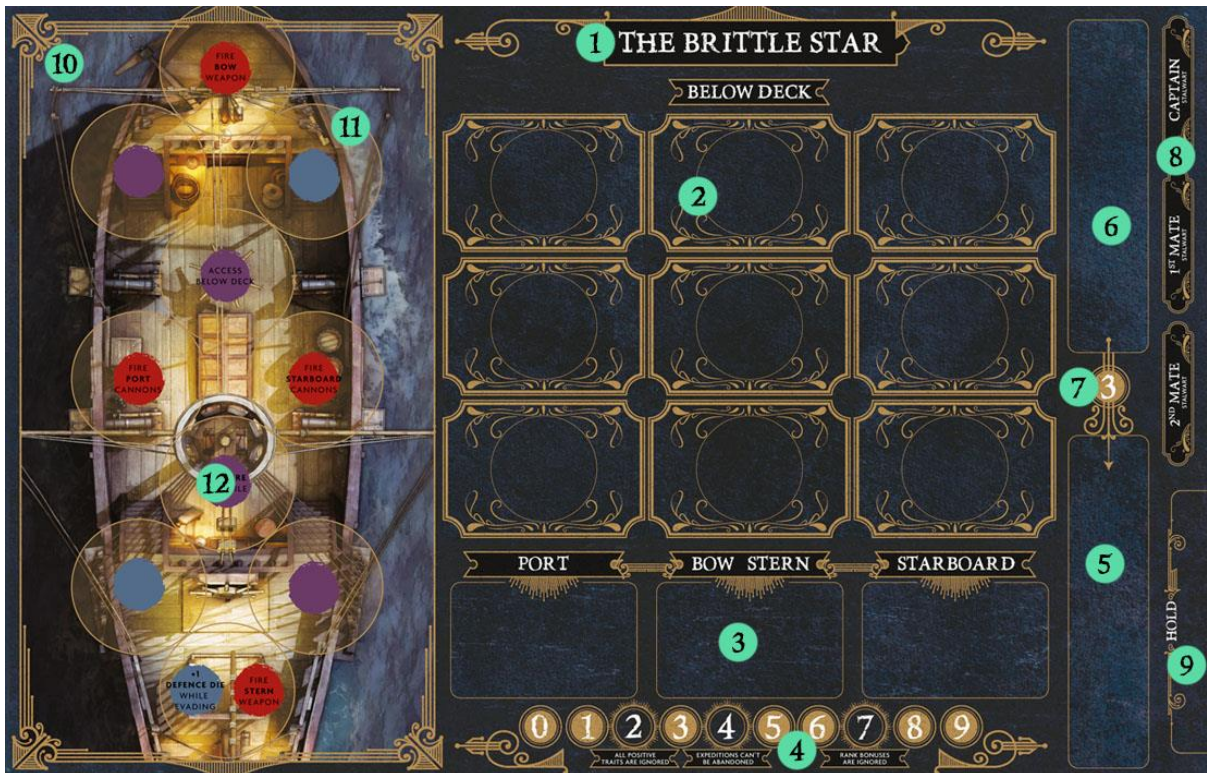 10
FIRE
BOW
WEAPON
11
ACCESS
BELOW DECK
FIRE
PORT
CANNONS
FIRE
STARBOARD
CANNONS
12
+1
DEFENCE DIE
WHILE
EVADING
FIRE
STERN
WEAPON
1 THE BRITTLE STAR
BELOW DECK
2
PORT
BOW STERN
STARBOARD
3
0 1 2 3 4 5 6 7 8 9
4
ALL POSITIVE
TRAITS ARE IGNORED
EXPEDITIONS CAN'T
BE ABANDONED
RANK BONUSES
ARE IGNORED
6
7 3
5
CAPTAIN
STALWART
8
1ST MATE
STALWART
2ND MATE
STALWART
HOLD
9